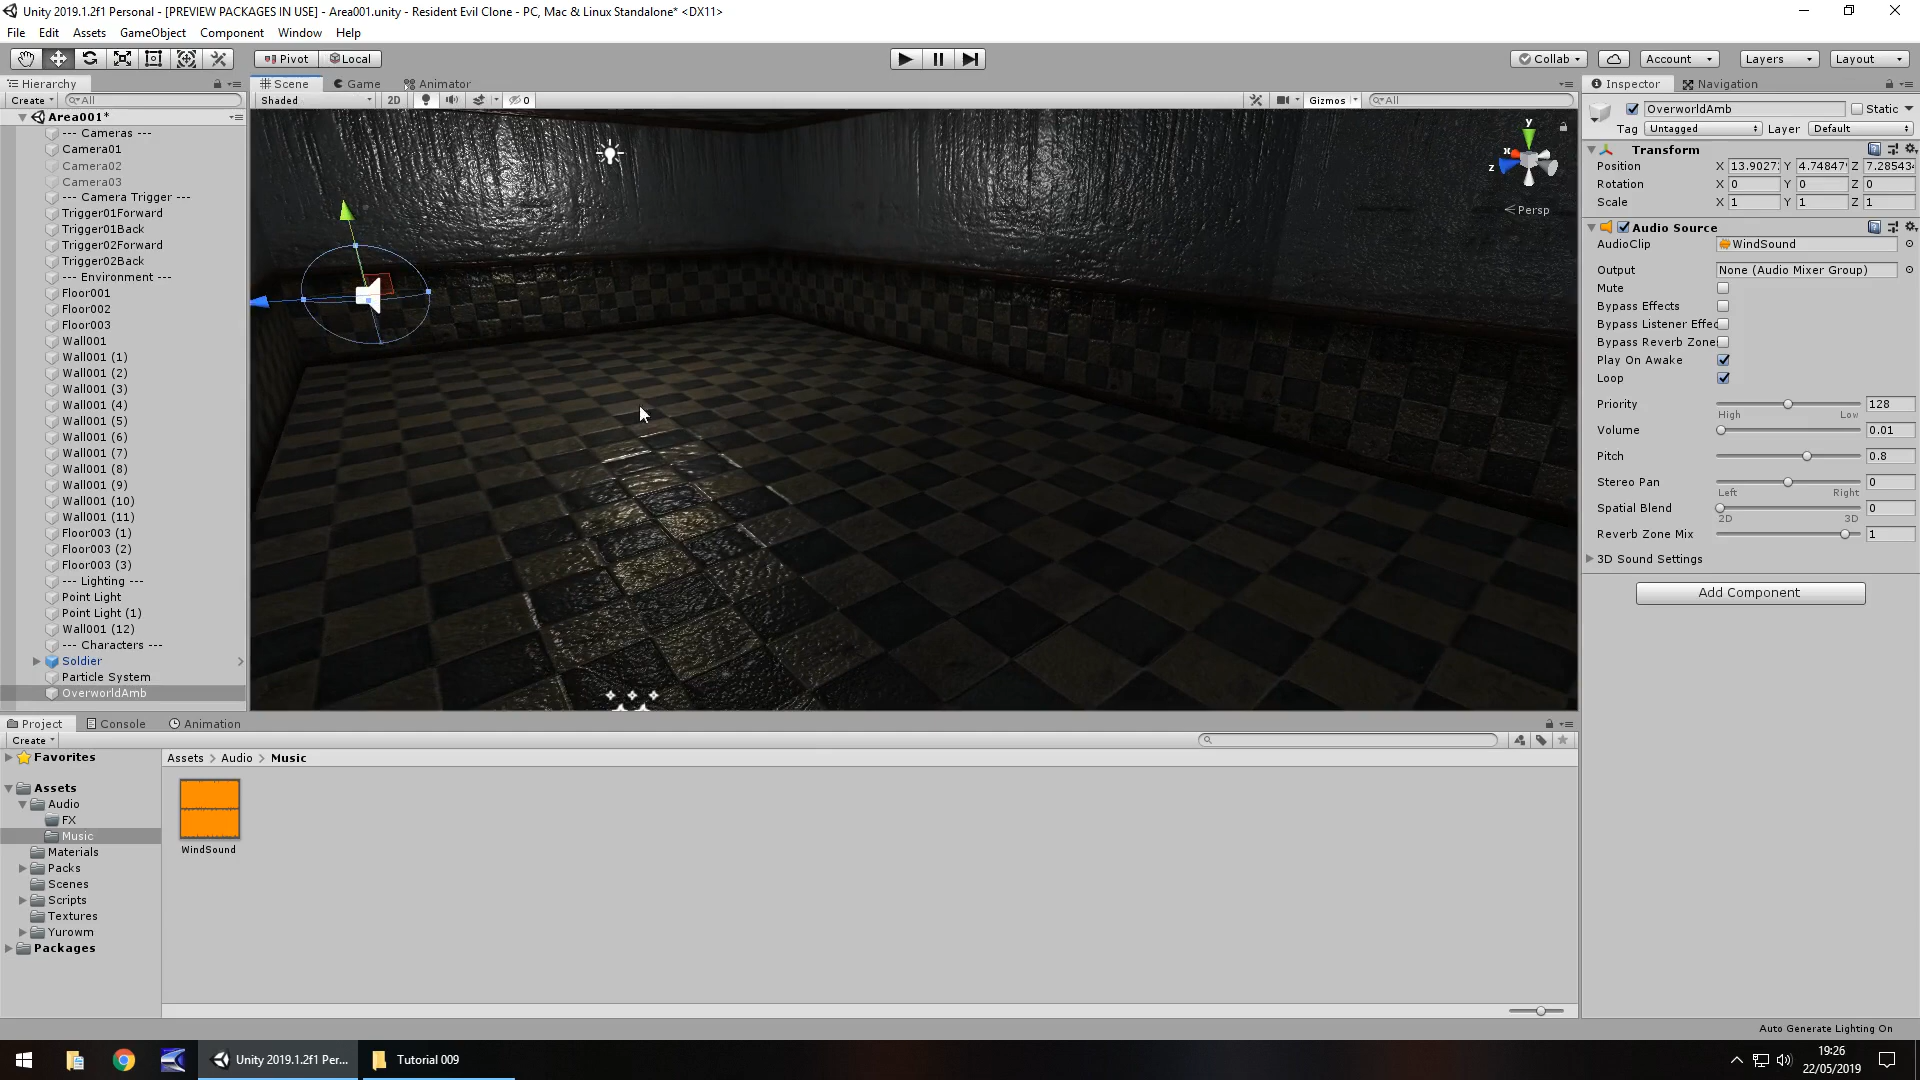 Unity 2019.1.2f1 Personal - [PREVIEW PACKAGES IN USE] - Area001.unity - Resident Evil Clone - PC, Mac & Linux Standalone* <DX11>
File Edit Assets GameObject Component Window Help
Pivot Local Collab Account Layers Layout
Hierarchy Scene Game Animator Inspector Navigation
Create All Shaded 2D 0 Gizmos All
Area001*
--- Cameras ---
Camera01
Camera02
Camera03
--- Camera Trigger ---
Trigger01Forward
Trigger01Back
Trigger02Forward
Trigger02Back
--- Environment ---
Floor001
Floor002
Floor003
Wall001
Wall001 (1)
Wall001 (2)
Wall001 (3)
Wall001 (4)
Wall001 (5)
Wall001 (6)
Wall001 (7)
Wall001 (8)
Wall001 (9)
Wall001 (10)
Wall001 (11)
Floor003 (1)
Floor003 (2)
Floor003 (3)
--- Lighting ---
Point Light
Point Light (1)
Wall001 (12)
--- Characters ---
Soldier
Particle System
OverworldAmb
y
x
z
Persp
OverworldAmb Static
Tag Untagged Layer Default
Transform
Position X 13.9027 Y 4.74847 Z 7.28543
Rotation X 0 Y 0 Z 0
Scale X 1 Y 1 Z 1
Audio Source
AudioClip WindSound
Output None (Audio Mixer Group)
Mute
Bypass Effects
Bypass Listener Effec
Bypass Reverb Zone
Play On Awake
Loop
Priority 128
High Low
Volume 0.01
Pitch 0.8
Stereo Pan 0
Left Right
Spatial Blend 0
2D 3D
Reverb Zone Mix 1
3D Sound Settings
Add Component
Project Console Animation
Create
Favorites
Assets
Audio
FX
Music
Materials
Packs
Scenes
Scripts
Textures
Yurowm
Packages
Assets > Audio > Music
WindSound
Auto Generate Lighting On
Unity 2019.1.2f1 Per...
Tutorial 009
19:26
22/05/2019